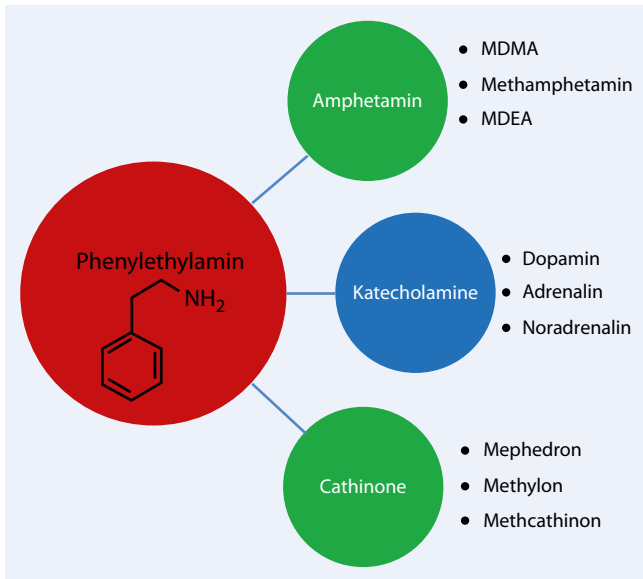 Amphetamin
• MDMA
• Methamphetamin
• MDEA
Phenylethylamin
NH₂
Katecholamine
• Dopamin
• Adrenalin
• Noradrenalin
Cathinone
• Mephedron
• Methylon
• Methcathinon